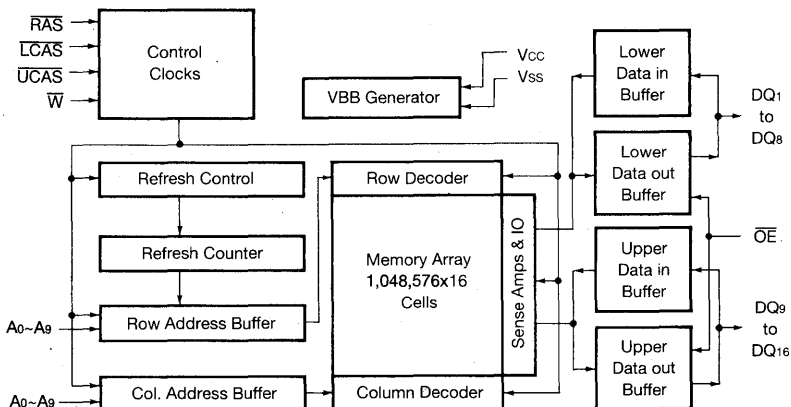 RAS
LCAS
UCAS
W
Control
Clocks
VBB Generator
Vcc
Vss
Lower
Data in
Buffer
DQ1
to
DQ8
Lower
Data out
Buffer
Refresh Control
Row Decoder
Refresh Counter
Memory Array
1,048,576x16
Cells
Sense Amps & IO
OE
Upper
Data in
Buffer
A0~A9
Row Address Buffer
DQ9
to
DQ16
Upper
Data out
Buffer
A0~A9
Col. Address Buffer
Column Decoder